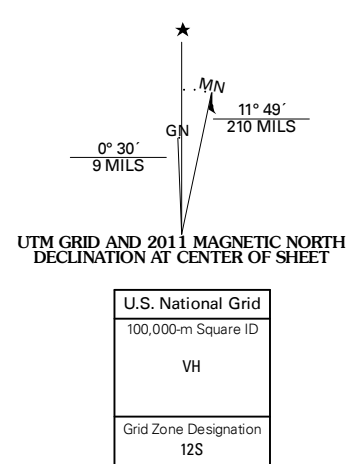 MN
11° 49´
210 MILS
GN
0° 30´
9 MILS
UTM GRID AND 2011 MAGNETIC NORTH
DECLINATION AT CENTER OF SHEET
U.S. National Grid
100,000-m Square ID
VH
Grid Zone Designation
12S